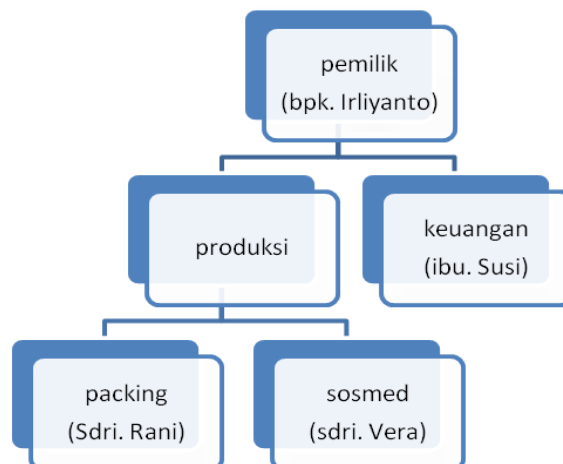 pemilik
(bpk. Irliyanto)
produksi
keuangan
(ibu. Susi)
packing
(Sdri. Rani)
sosmed
(sdri. Vera)